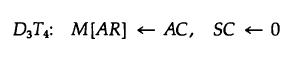 D₃T₄: M[AR] ← AC, SC ← 0